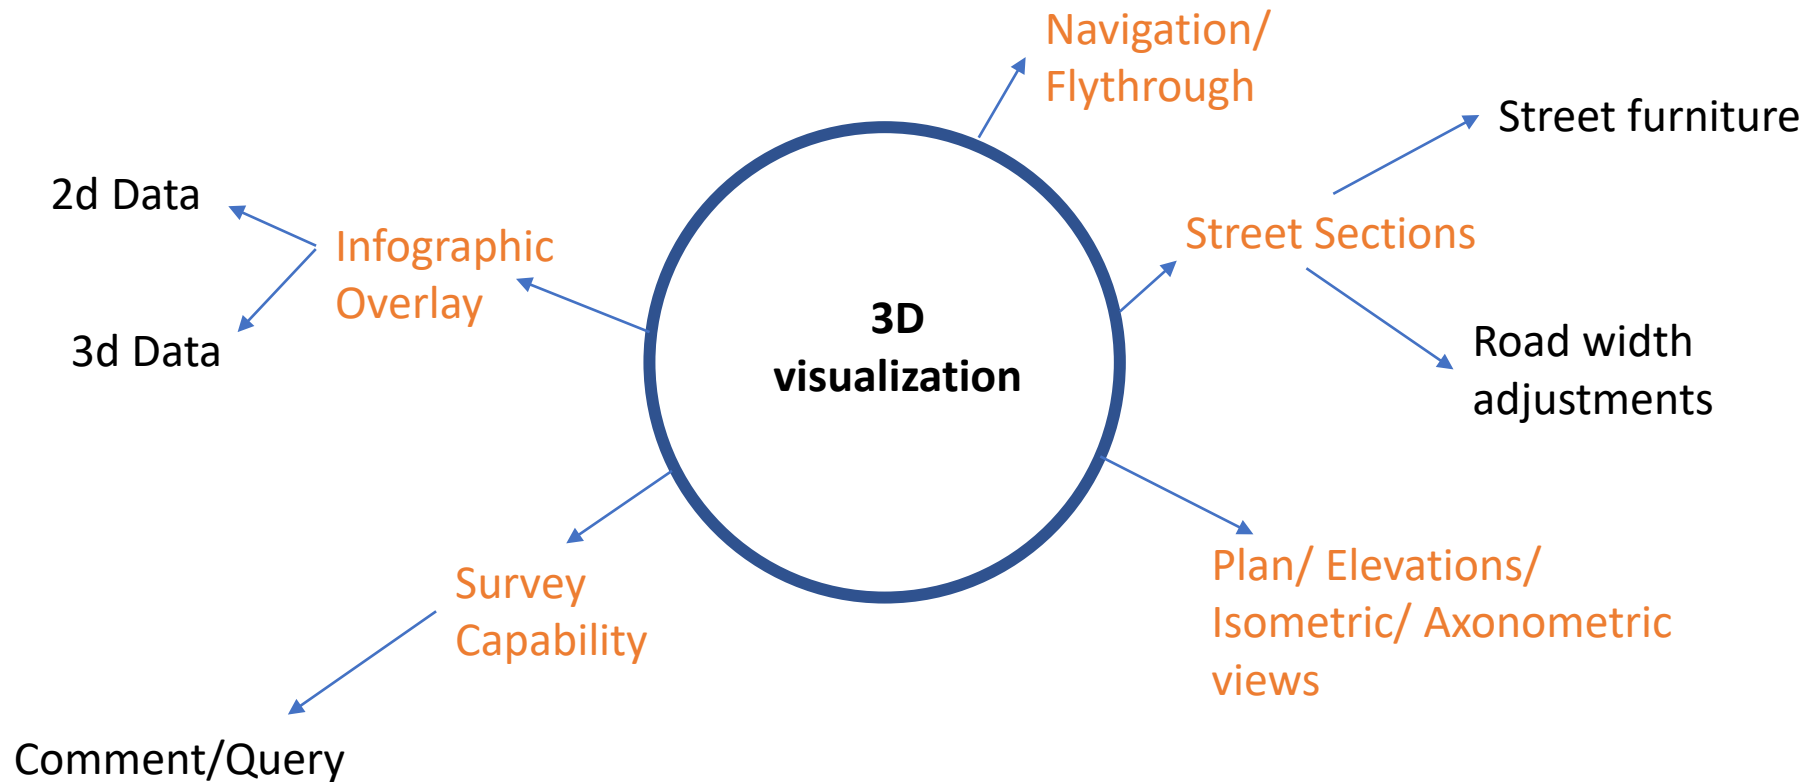 Navigation/
Flythrough
Street furniture
2d Data
Infographic
Overlay
Street Sections
3D
visualization
3d Data
Road width
adjustments
Survey
Capability
Plan/ Elevations/
Isometric/ Axonometric
views
Comment/Query